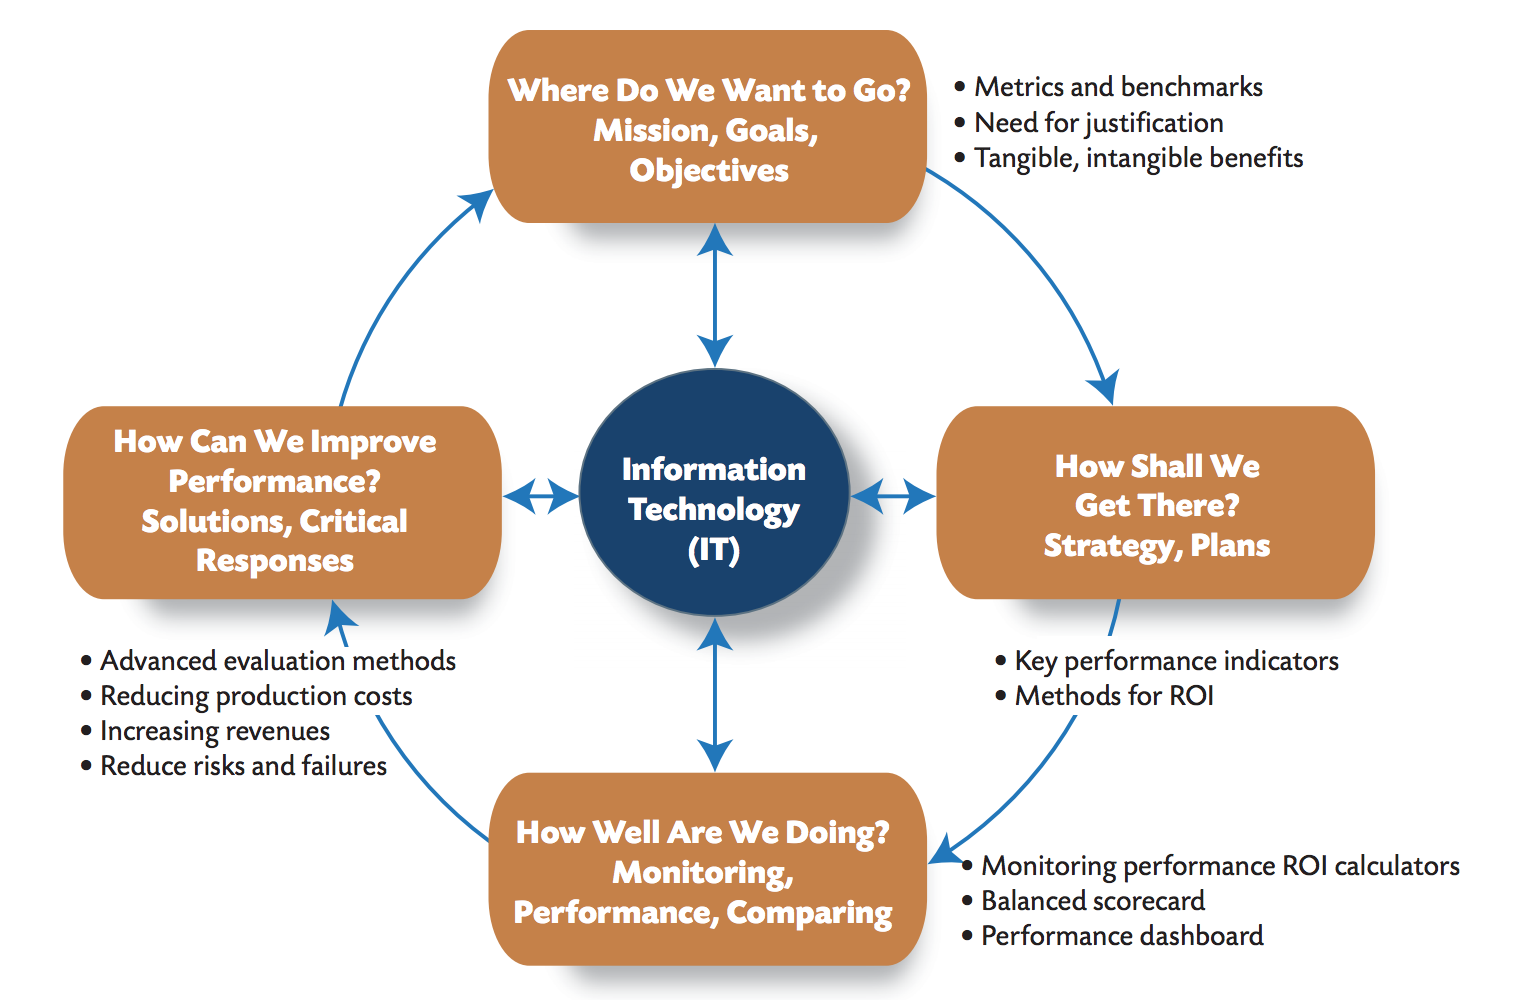 Where Do We Want to Go?
Mission, Goals,
Objectives
• Metrics and benchmarks
• Need for justification
• Tangible, intangible benefits
How Can We Improve
Performance?
Solutions, Critical
Responses
Information
Technology
(IT)
How Shall We
Get There?
Strategy, Plans
• Advanced evaluation methods
• Reducing production costs
• Increasing revenues
• Reduce risks and failures
• Key performance indicators
• Methods for ROI
How Well Are We Doing?
Monitoring,
Performance, Comparing
• Monitoring performance ROI calculators
• Balanced scorecard
• Performance dashboard